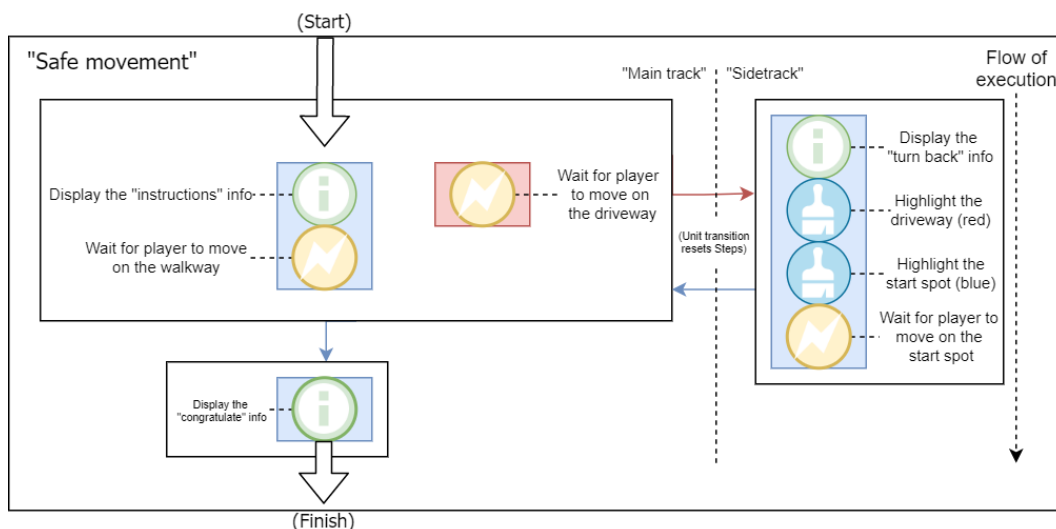 (Start)
"Safe movement"
"Main track"
"Sidetrack"
Flow of
execution
Display the "instructions" info
Wait for player to move
on the walkway
Wait for player
to move on
the driveway
(Unit transition
resets Steps)
Display the
"turn back" info
Highlight the
driveway (red)
Highlight the
start spot (blue)
Wait for player to
move on the
start spot
Display the
"congratulate" info
(Finish)